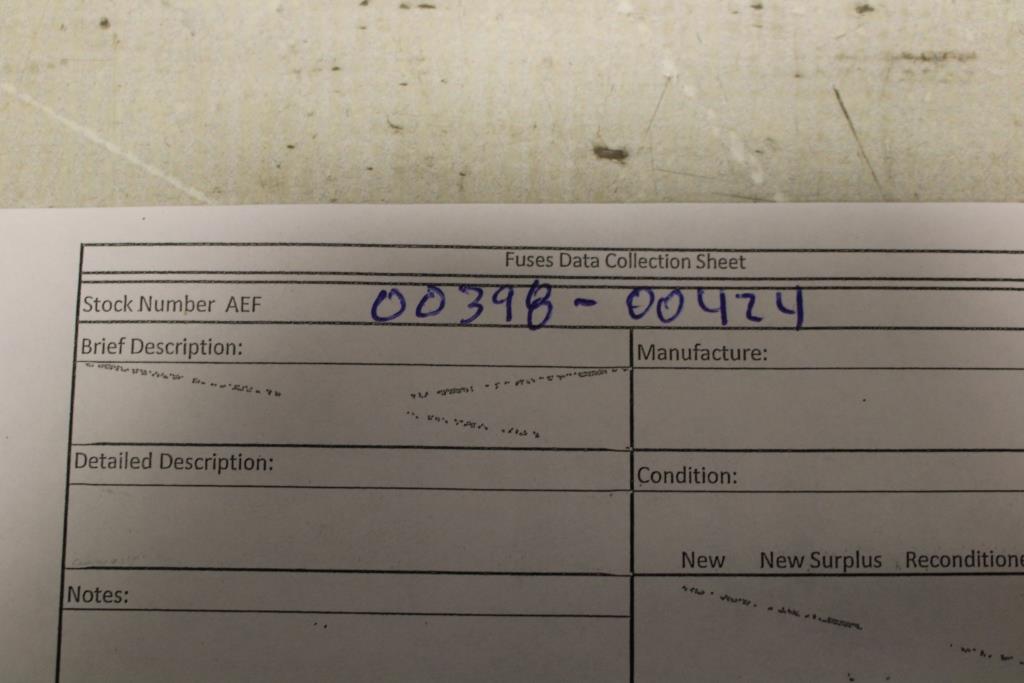 Fuses Data Collection Sheet
Stock Number AEF 00398 - 00424
Brief Description:
Manufacture:
Detailed Description:
Condition:
New New Surplus Recondition
Notes: